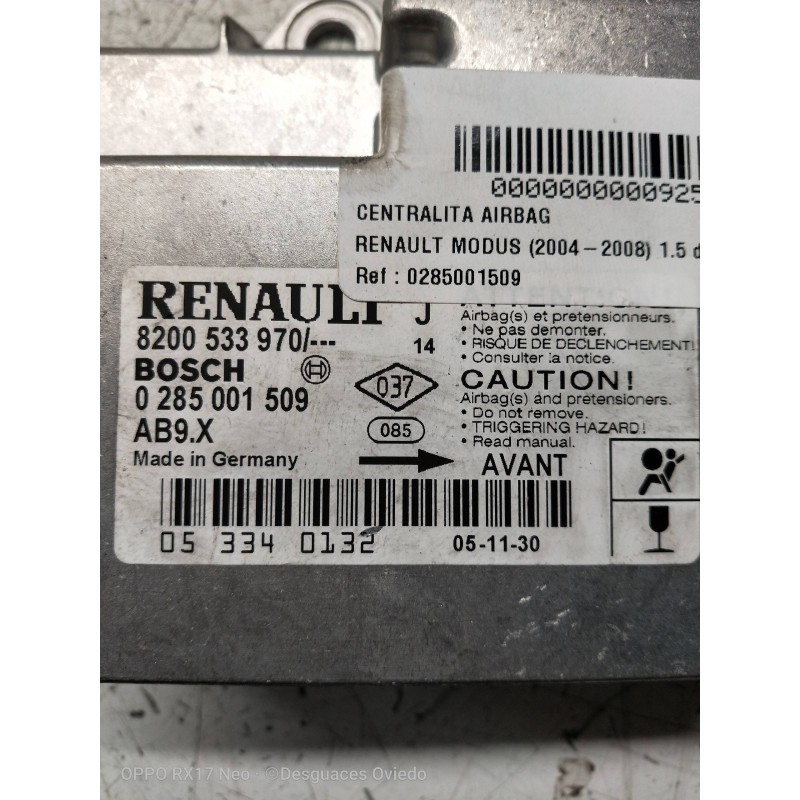 0000000000925
CENTRALITA AIRBAG
RENAULT MODUS (2004-2008) 1.5 d
Ref : 0285001509
RENAULT J
8200 533 970/---
14
BOSCH
0 285 001 509
037
AB9.X
085
Made in Germany
AVANT
ATTENTION!
Airbag(s) et pretensionneurs.
• Ne pas demonter.
• RISQUE DE DECLENCHEMENT!
• Consulter la notice.
CAUTION!
Airbag(s) and pretensioners.
• Do not remove.
• TRIGGERING HAZARD!
• Read manual.
05 334 0132
05-11-30
OPPO RX17 Neo · ®Desguaces Oviedo